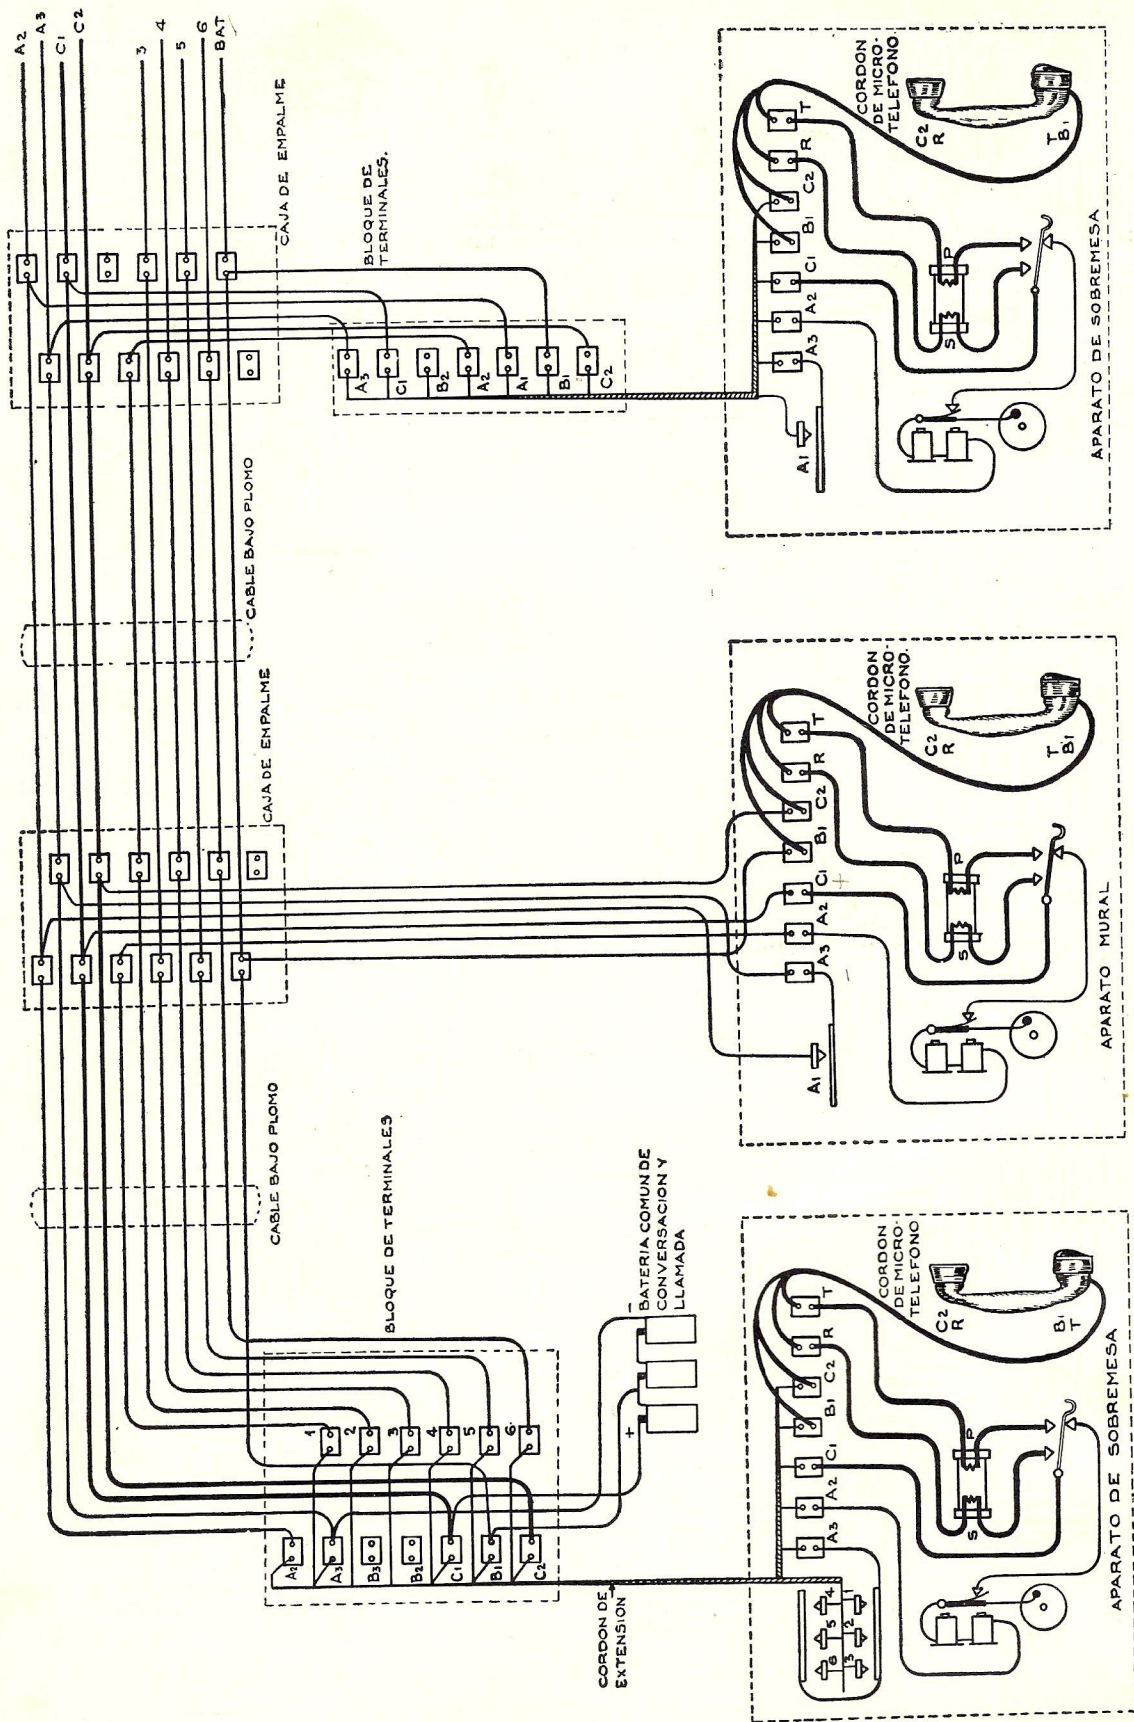 A2
A3
C1
C2
3
4
5
6
BAT
CABLE BAJO PLOMO
CAJA DE EMPALME
CABLE BAJO PLOMO
CAJA DE EMPALME
BLOQUE DE TERMINALES
A2
A3
B3
B2
C1
B1
C2
1
2
3
4
5
6
BLOQUE DE
TERMINALES.
A3
C1
B2
A2
A1
B1
C2
CORDON DE
EXTENSION
+
-
BATERIA COMUN DE
CONVERSACION Y
LLAMADA
6 5 4
3 2 1
A3 A2 C1 B1 C2 R T
CORDON
DE MICRO-
TELEFONO
C2
R
B1
T
S P
APARATO DE SOBREMESA
A1
A3 A2 C1 B1 C2 R T
CORDON
DE MICRO-
TELEFONO.
C2
R
T
B1
S P
APARATO MURAL
A1
A3 A2 C1 B1 C2 R T
CORDON
DE MICRO-
TELEFONO
C2
R
T
B1
S P
APARATO DE SOBREMESA